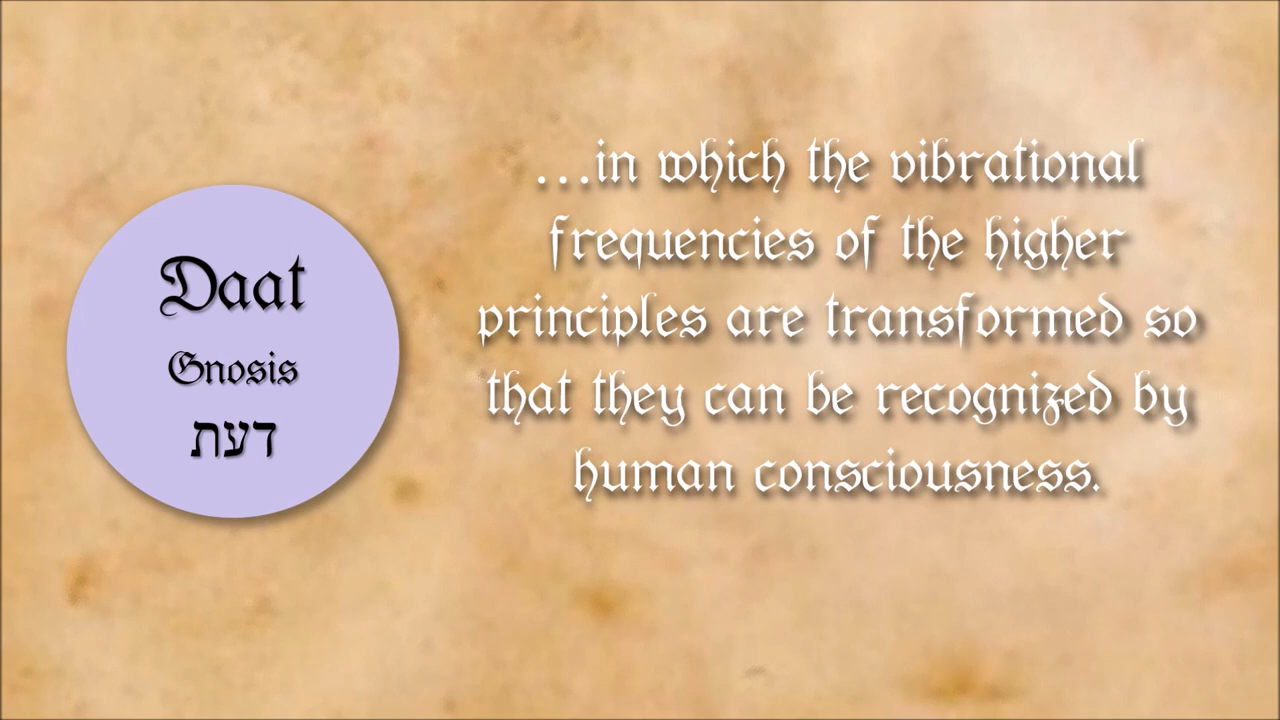 Daat
Gnosis
דעת
...in which the vibrational
frequencies of the higher
principles are transformed so
that they can be recognized by
human consciousness.